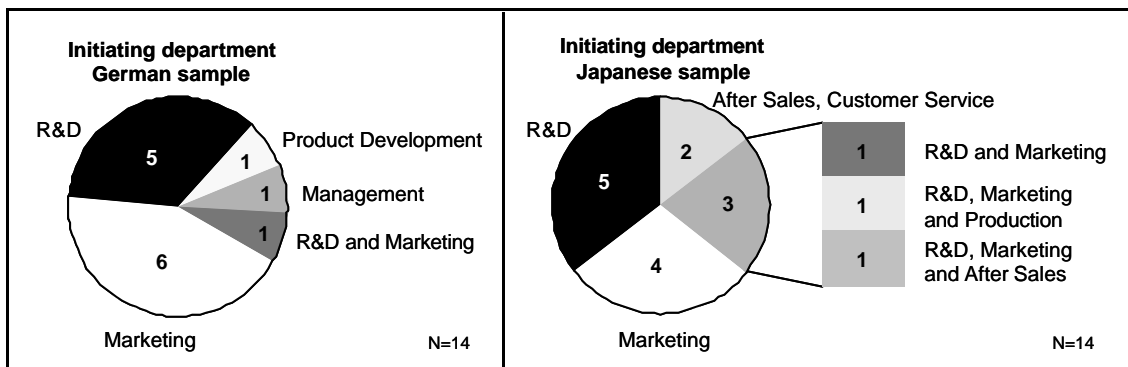 Initiating department
German sample
R&D
5
1
Product Development
1
Management
1
R&D and Marketing
6
Marketing
N=14
Initiating department
Japanese sample
After Sales, Customer Service
R&D
2
5
3
4
Marketing
1
R&D and Marketing
1
R&D, Marketing
and Production
1
R&D, Marketing
and After Sales
N=14